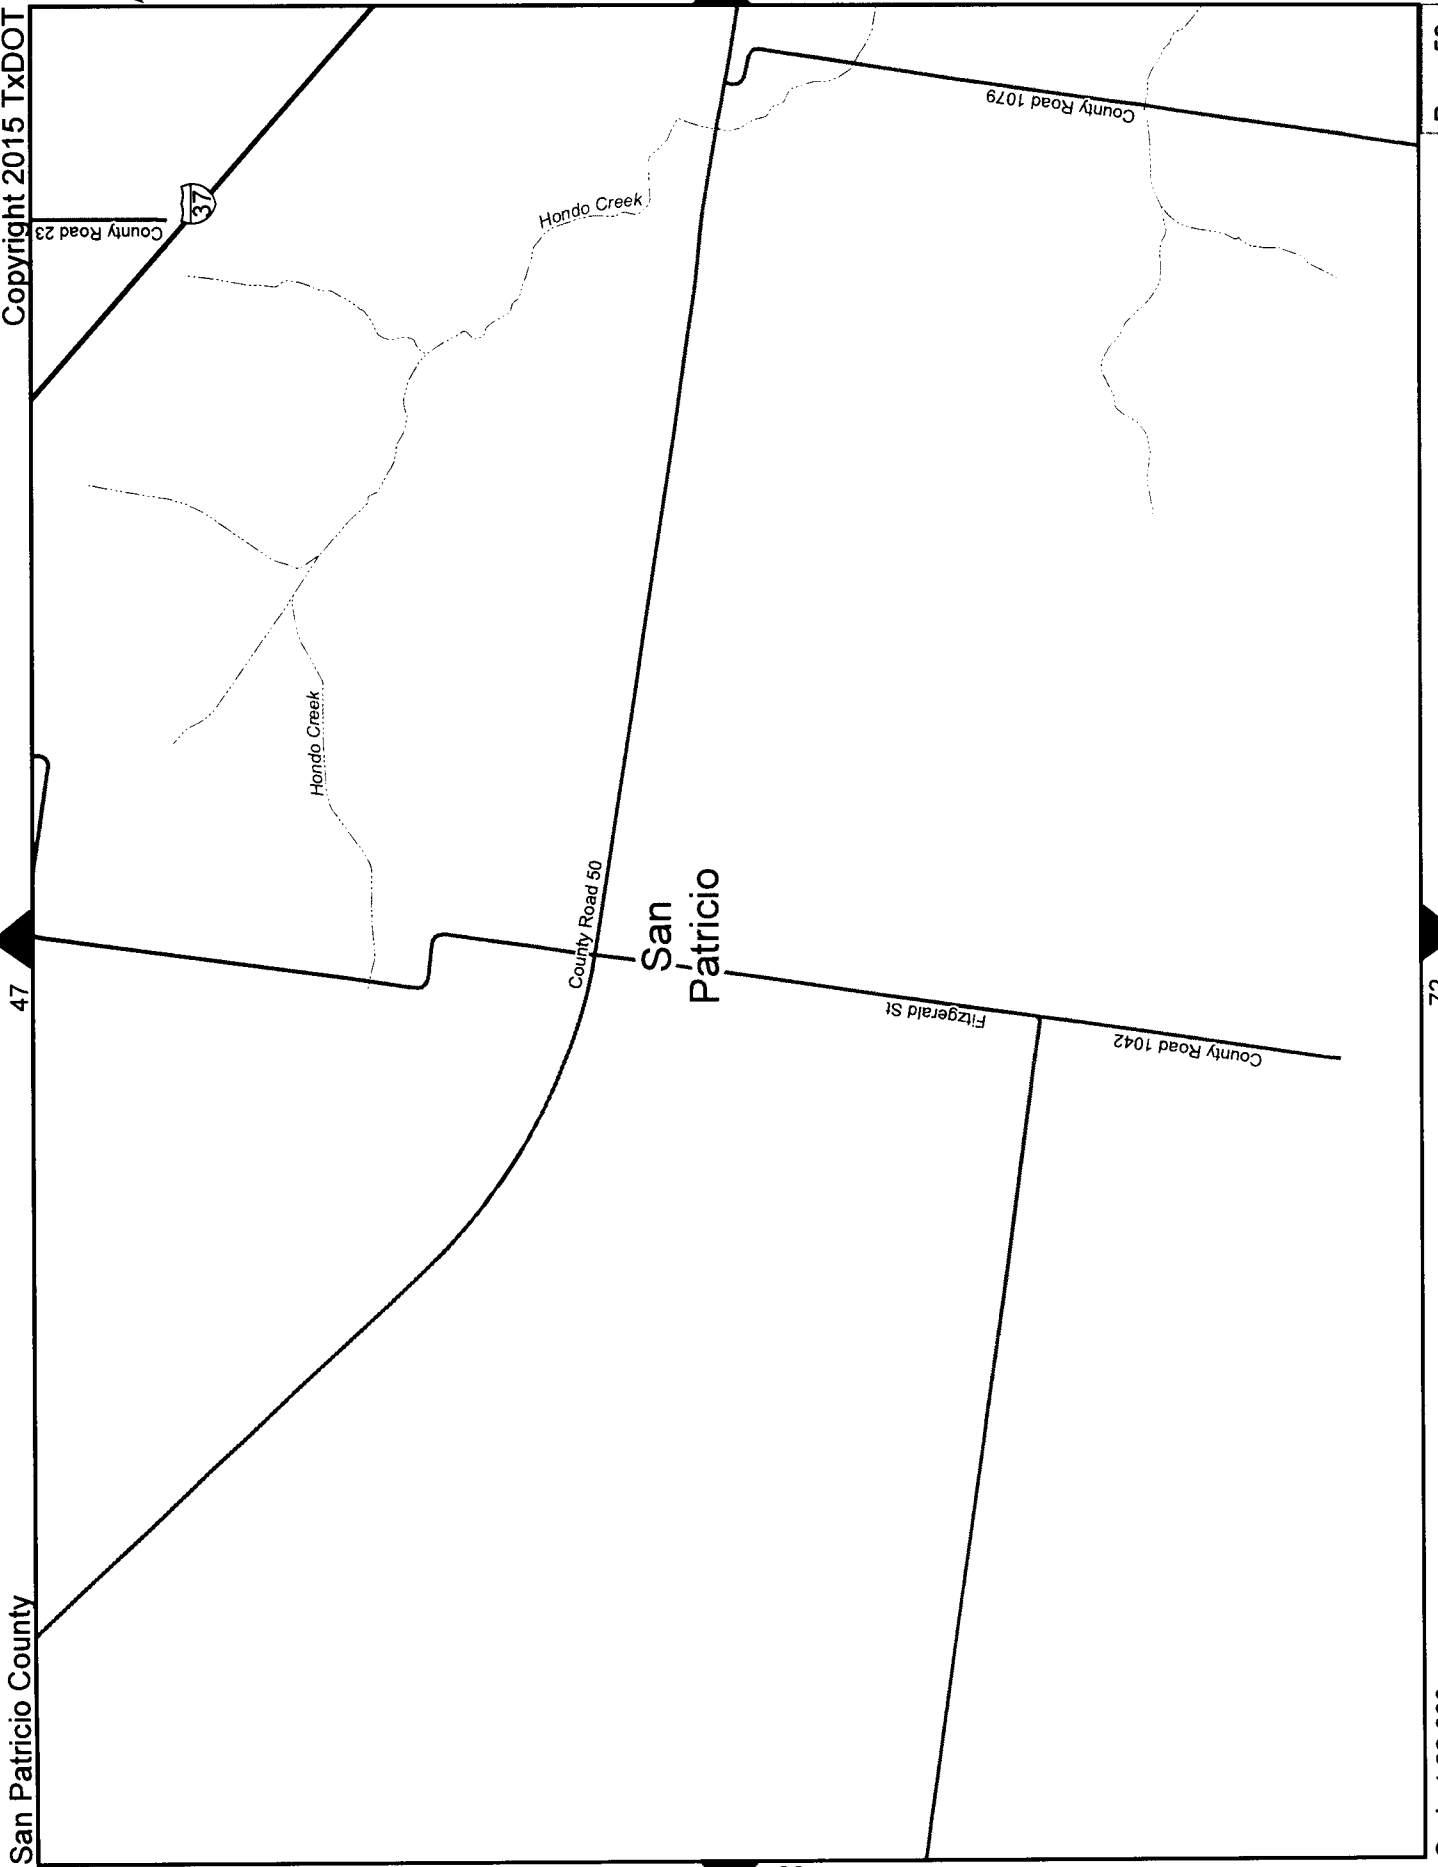 San Patricio County
47
Copyright 2015 TxDOT
County Road 23
37
Hondo Creek
Hondo Creek
County Road 50
San
Patricio
County Road 1079
Fitzgerald St
County Road 1042